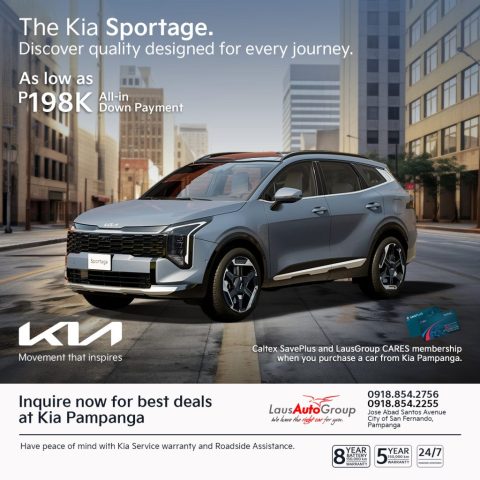 The Kia Sportage.
Discover quality designed for every journey.
As low as
₱198K All-in
Down Payment
Sportage
KIA
Movement that inspires
Caltex SavePlus and LausGroup CARES membership
when you purchase a car from Kia Pampanga.
Inquire now for best deals
at Kia Pampanga
LausAutoGroup
We have the right car for you.
0918.854.2756
0918.854.2255
Jose Abad Santos Avenue
City of San Fernando,
Pampanga
Have peace of mind with Kia Service warranty and Roadside Assistance.
8 YEAR
BATTERY
WARRANTY
5 YEAR
WARRANTY
24/7